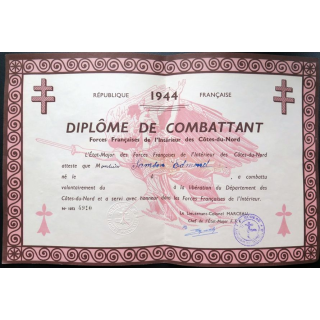 RÉPUBLIQUE 1944 FRANÇAISE
DIPLÔME DE COMBATTANT
Forces Françaises de l'Intérieur des Côtes-du-Nord
L'État-Major des Forces Françaises de l'Intérieur des Côtes-du-Nord
atteste que Edmond
né le , a combattu
volontairement du à la libération du Département des
Côtes-du-Nord et a servi avec honneur dans les Forces Françaises de l'Intérieur.
Le Lieutenant-Colonel MARCEAU
Chef de l'État-Major
5920